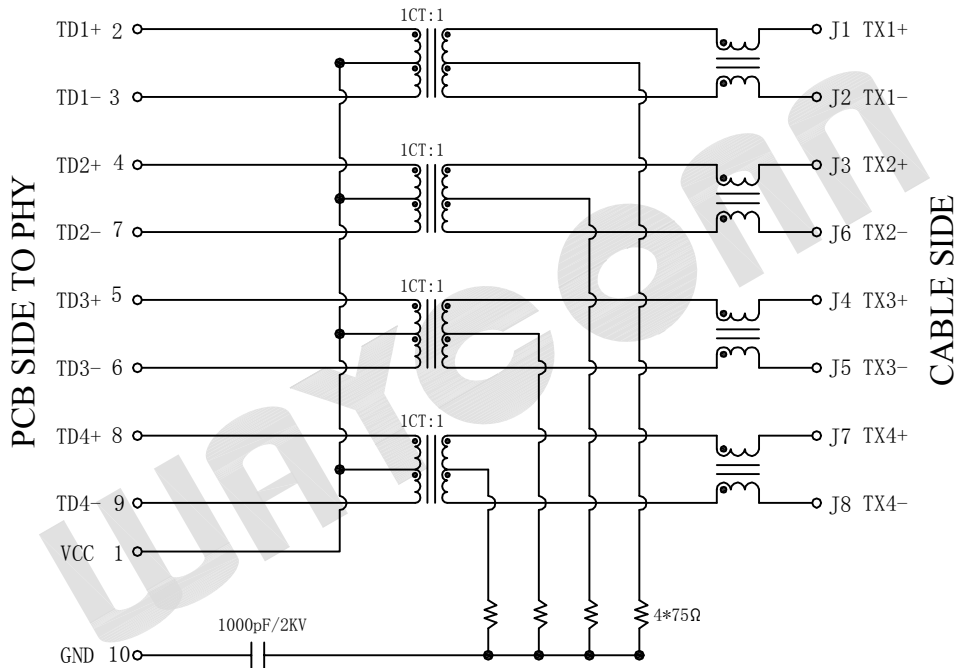 1CT:1
TD1+ 2
J1 TX1+
TD1- 3
J2 TX1-
1CT:1
TD2+ 4
J3 TX2+
TD2- 7
J6 TX2-
1CT:1
TD3+ 5
J4 TX3+
TD3- 6
J5 TX3-
1CT:1
TD4+ 8
J7 TX4+
TD4- 9
J8 TX4-
VCC 1
1000pF/2KV
4*75Ω
GND 10
PCB SIDE TO PHY
CABLE SIDE
WAYCONN